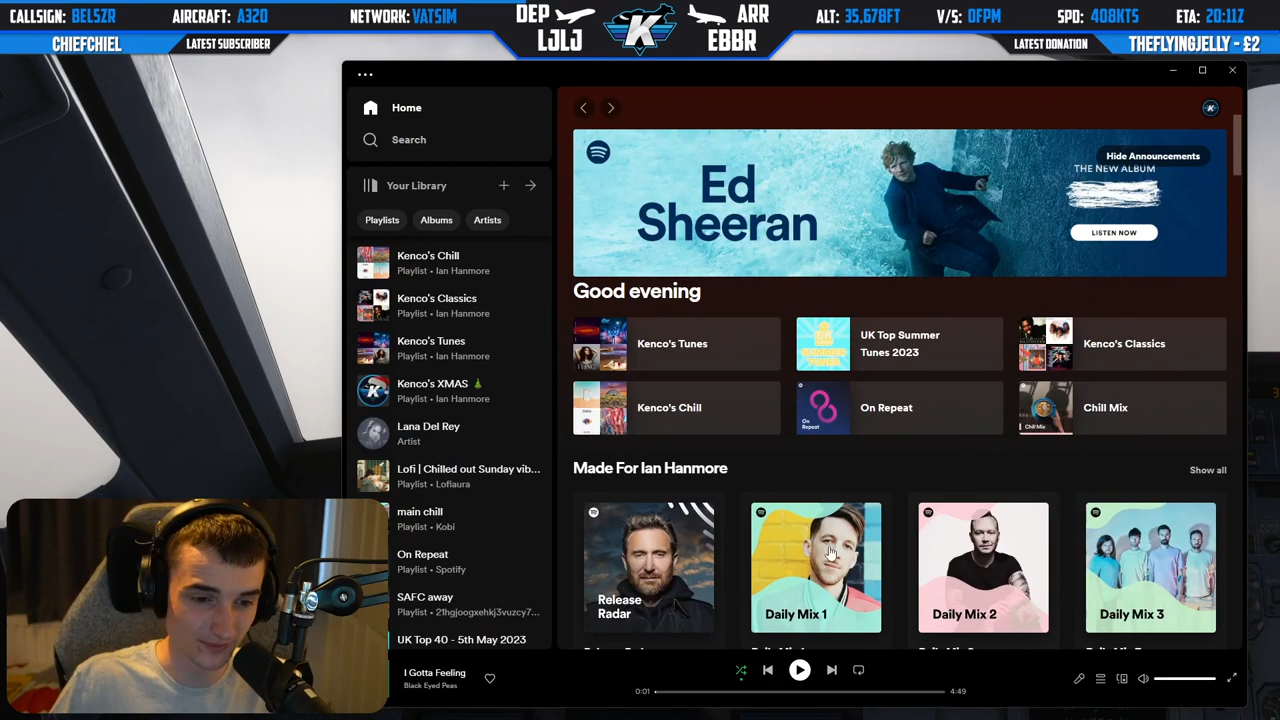 CALLSIGN: BEL5ZR
AIRCRAFT: A320
NETWORK: VATSIM
DEP
LJLJ
K
ARR
EBBR
ALT: 35,678FT
V/S: 0FPM
SPD: 408KTS
ETA: 20:11Z
CHIEFCHIEL
LATEST SUBSCRIBER
LATEST DONATION
THEFLYINGJELLY - £2
Home
Search
Your Library
Playlists
Albums
Artists
Kenco's Chill
Playlist • Ian Hanmore
Kenco's Classics
Playlist • Ian Hanmore
Kenco's Tunes
Playlist • Ian Hanmore
Kenco's XMAS 🎄
Playlist • Ian Hanmore
Lana Del Rey
Artist
Lofi | Chilled out Sunday vib...
Playlist • Lofiaura
main chill
Playlist • Kobi
On Repeat
Playlist • Spotify
SAFC away
Playlist • 21hgjoogxehkj3vuzcy7...
UK Top 40 - 5th May 2023
Ed
Sheeran
Hide Announcements
THE NEW ALBUM
LISTEN NOW
Good evening
Kenco's Tunes
UK Top Summer
Tunes 2023
Kenco's Classics
Kenco's Chill
On
Repeat
On Repeat
Chill Mix
Chill Mix
Made For Ian Hanmore
Show all
Release
Radar
Daily Mix 1
Daily Mix 2
Daily Mix 3
I Gotta Feeling
Black Eyed Peas
0:01
4:49